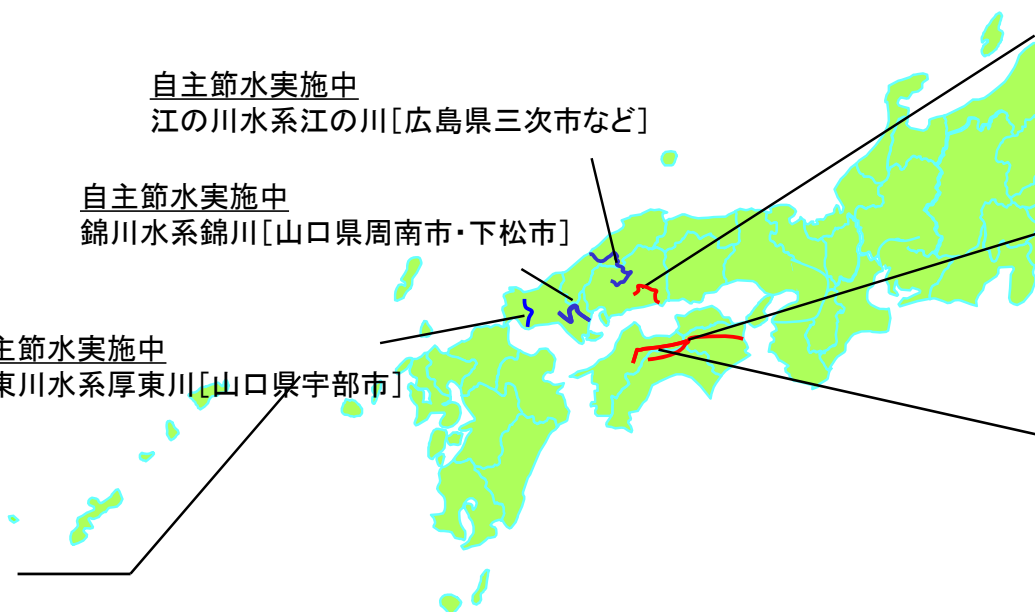 自主節水実施中
江の川水系江の川[広島県三次市など]
自主節水実施中
錦川水系錦川[山口県周南市・下松市]
主節水実施中
東川水系厚東川[山口県宇部市]